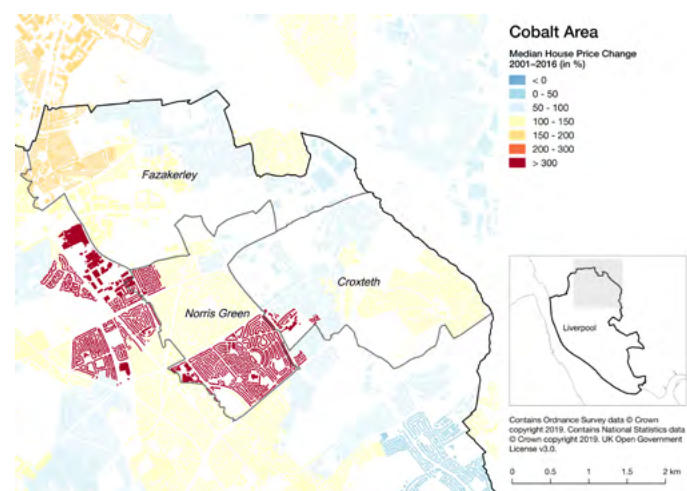 Cobalt Area
Median House Price Change
2001–2016 (in %)
< 0
0 - 50
50 - 100
100 - 150
150 - 200
200 - 300
> 300
Fazakerley
Croxteth
Norris Green
Liverpool
Contains Ordnance Survey data © Crown
copyright 2019. Contains National Statistics data
© Crown copyright 2019. UK Open Government
License v3.0.
0 0.5 1 1.5 2 km